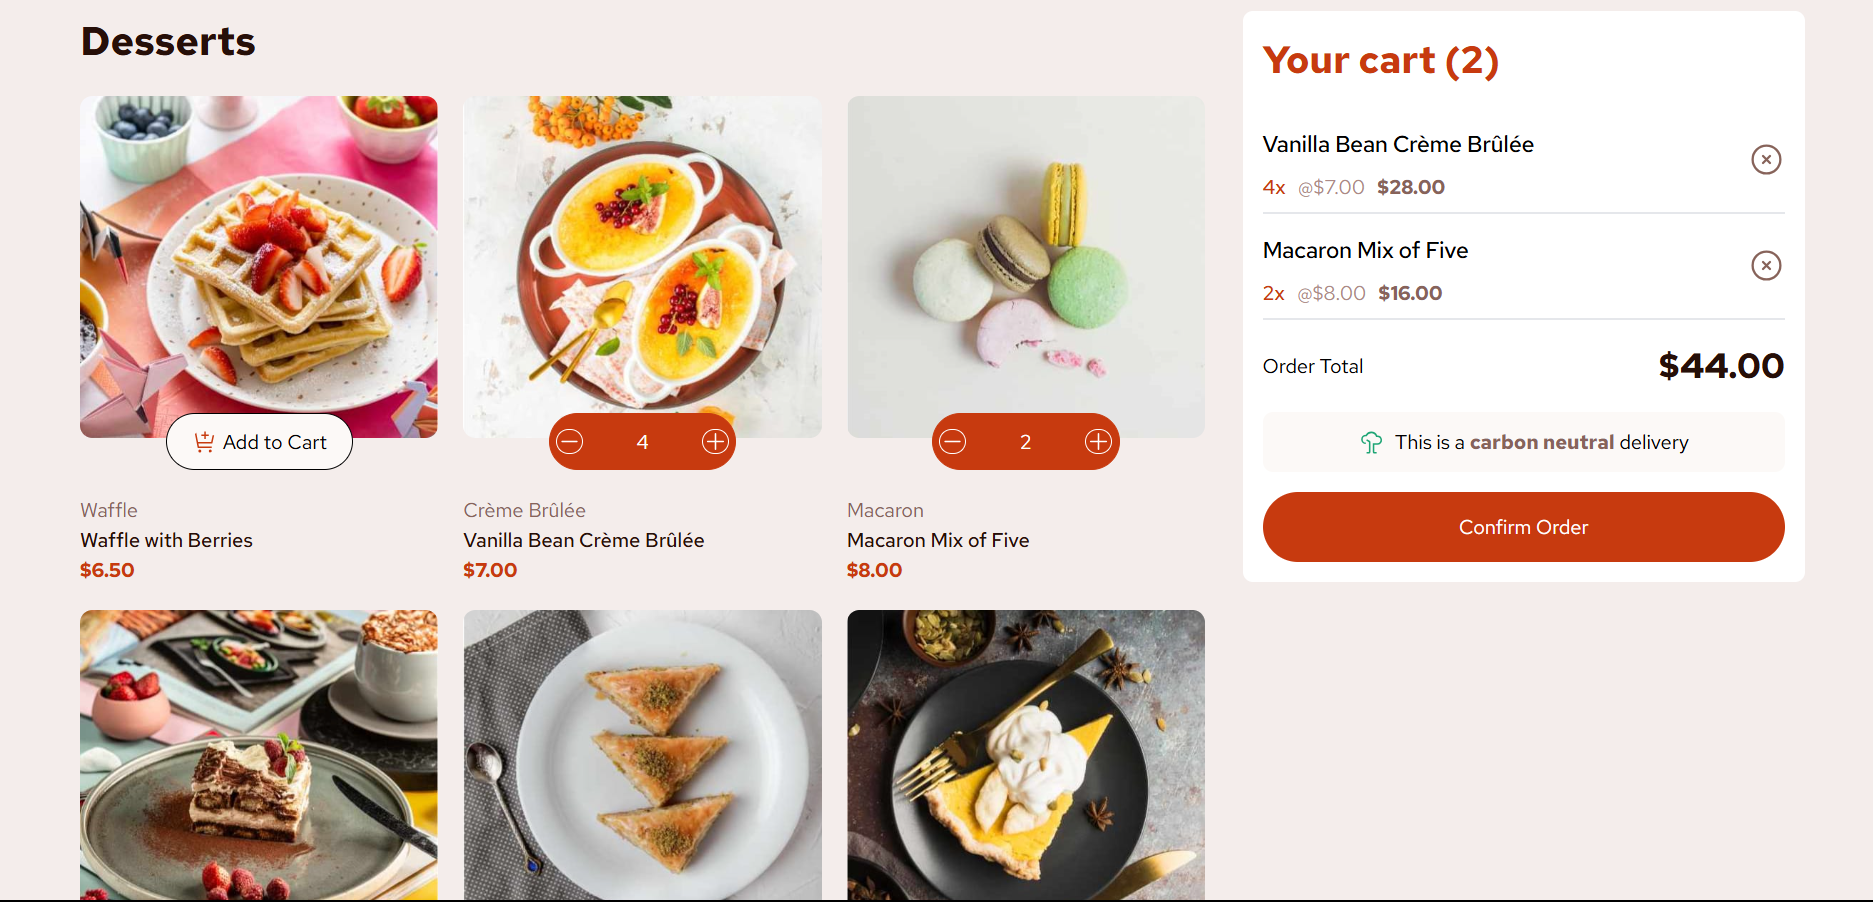 Desserts
Add to Cart
Waffle
Waffle with Berries
$6.50
4
Crème Brûlée
Vanilla Bean Crème Brûlée
$7.00
2
Macaron
Macaron Mix of Five
$8.00
Your cart (2)
Vanilla Bean Crème Brûlée
4x @$7.00 $28.00
Macaron Mix of Five
2x @$8.00 $16.00
Order Total $44.00
This is a carbon neutral delivery
Confirm Order